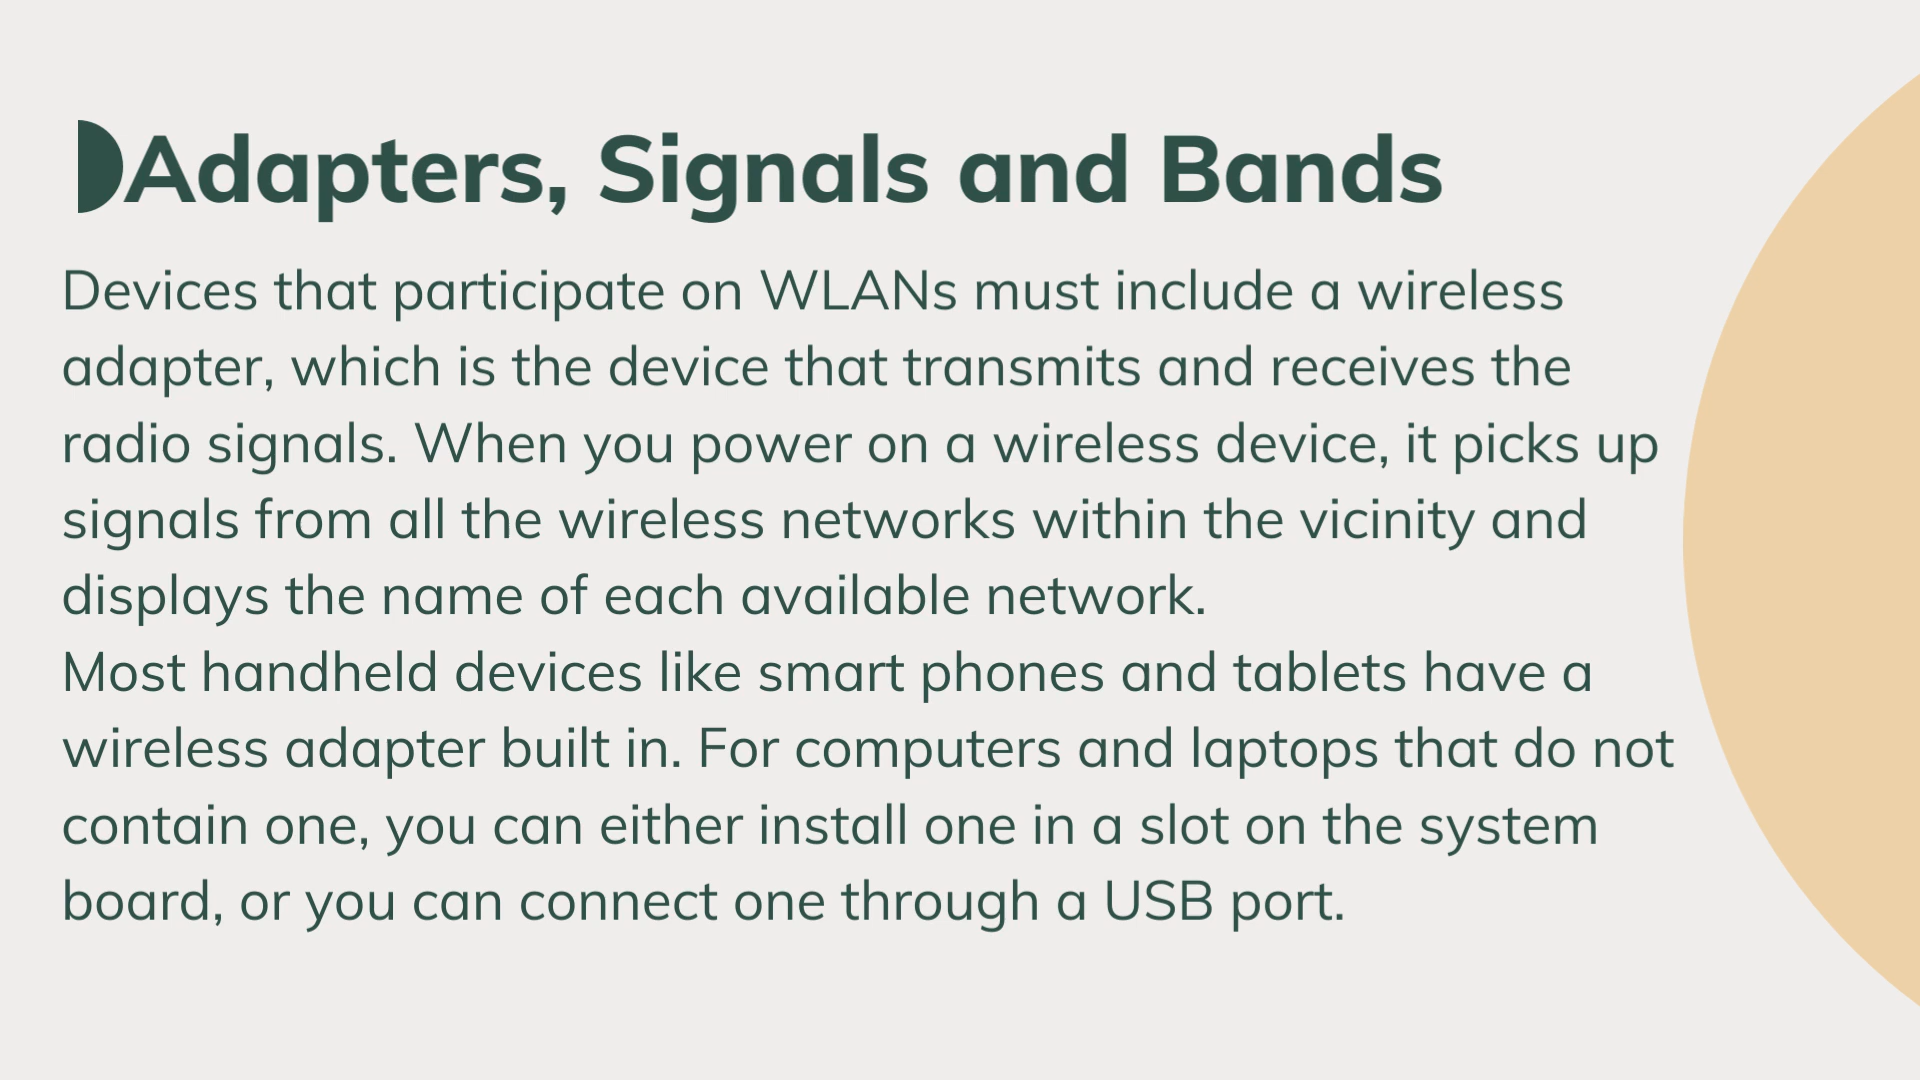 Adapters, Signals and Bands
Devices that participate on WLANs must include a wireless
adapter, which is the device that transmits and receives the
radio signals. When you power on a wireless device, it picks up
signals from all the wireless networks within the vicinity and
displays the name of each available network.
Most handheld devices like smart phones and tablets have a
wireless adapter built in. For computers and laptops that do not
contain one, you can either install one in a slot on the system
board, or you can connect one through a USB port.